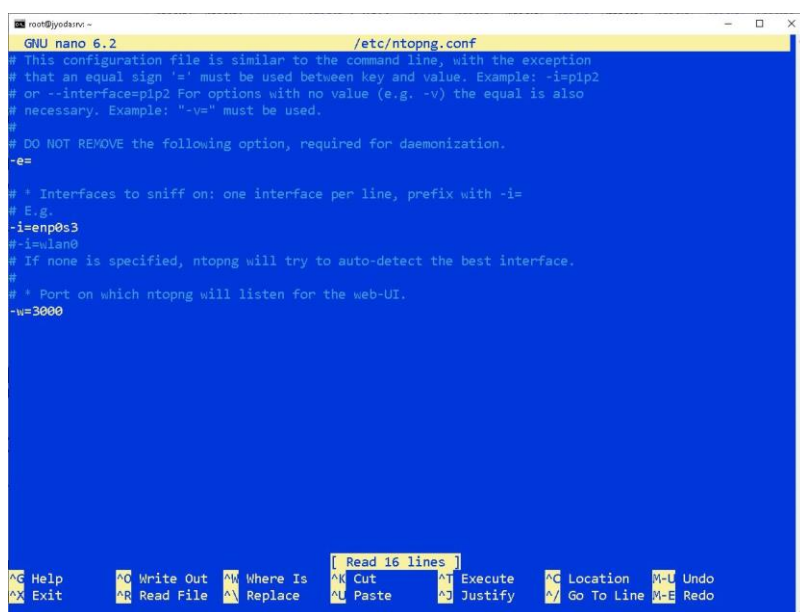 root@jyodsrv: ~
GNU nano 6.2 /etc/ntopng.conf
# This configuration file is similar to the command line, with the exception
# that an equal sign '=' must be used between key and value. Example: -i=p1p2
# or --interface=p1p2 For options with no value (e.g. -v) the equal is also
# necessary. Example: "-v=" must be used.
#
# DO NOT REMOVE the following option, required for daemonization.
-e=
# * Interfaces to sniff on: one interface per line, prefix with -i=
# E.g.
-i=enp0s3
#-i=wlan0
# If none is specified, ntopng will try to auto-detect the best interface.
#
# * Port on which ntopng will listen for the web-UI.
-w=3000
[ Read 16 lines ]
^G Help ^O Write Out ^W Where Is ^K Cut ^T Execute ^C Location M-U Undo
^X Exit ^R Read File ^\ Replace ^U Paste ^J Justify ^/ Go To Line M-E Redo